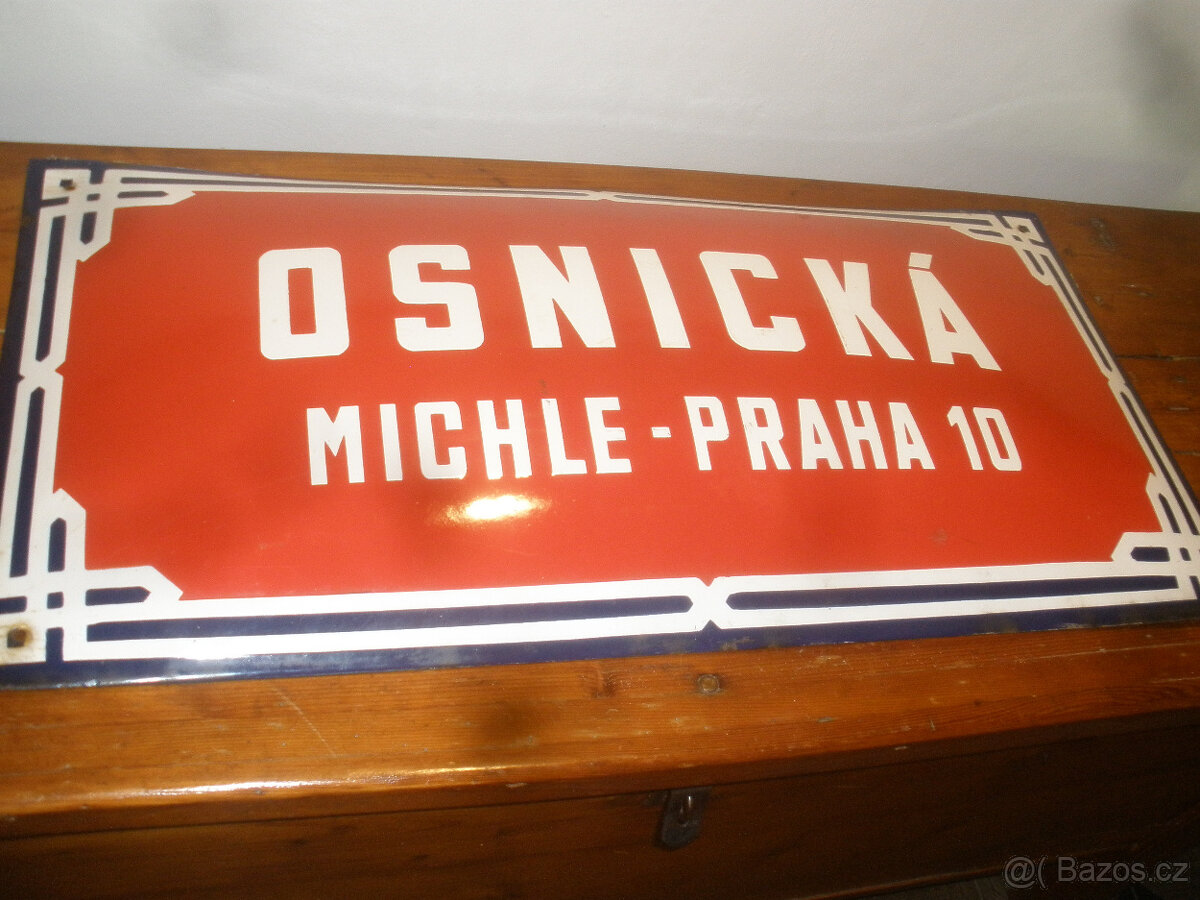 OSNICKÁ
MICHLE-PRAHA 10
@( Bazos.cz